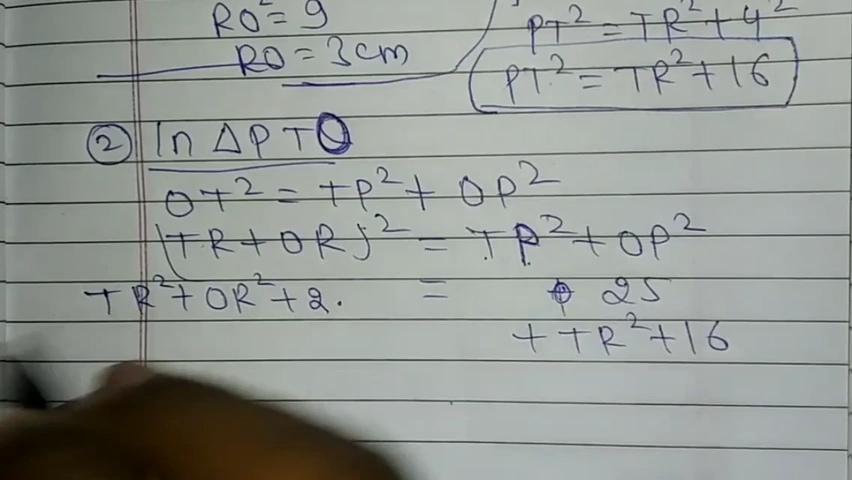 RO² = 9
RO = 3cm
PT² = TR² + 4²
PT² = TR² + 16
② In ΔPTO
OT² = TP² + OP²
(TR + OR)² = TP² + OP²
TR² + OR² + 2. = 25
+ TR² + 16